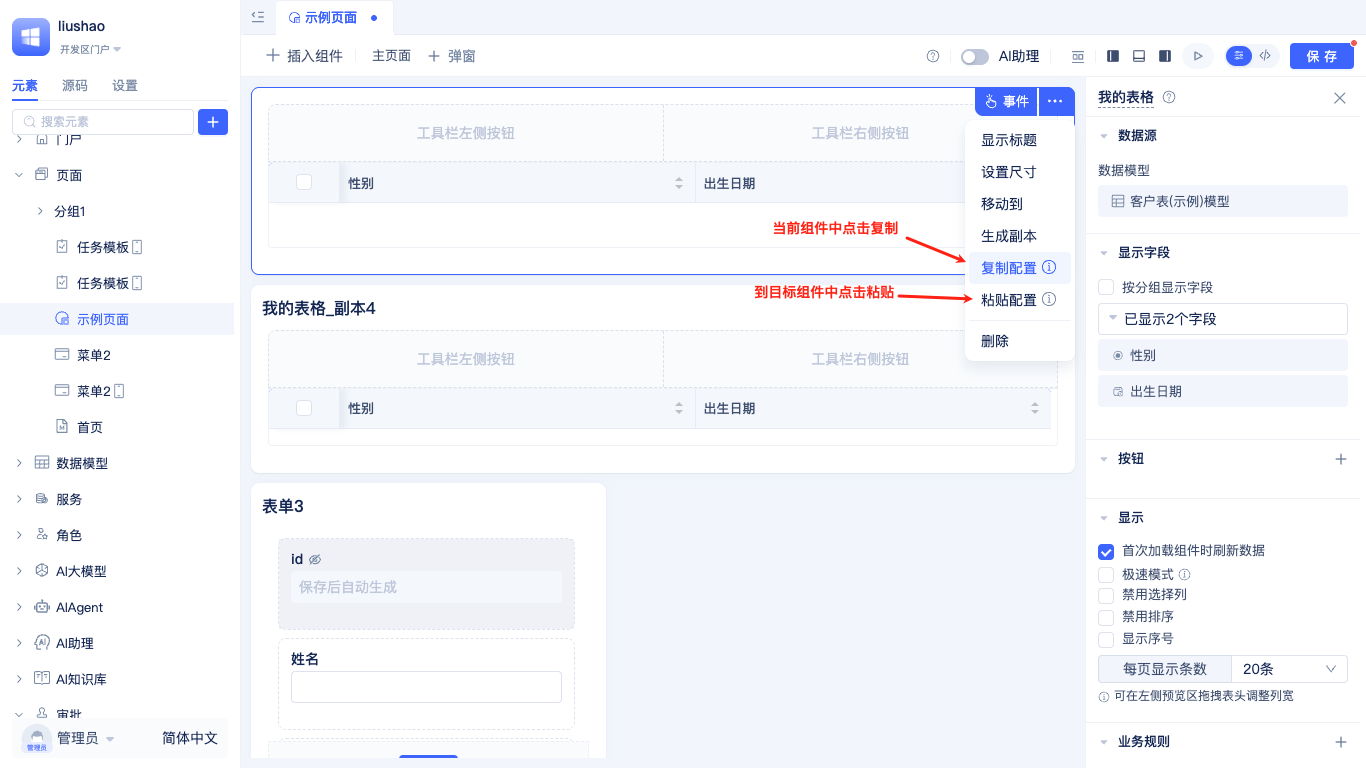 liushao
开发区门户
元素
源码
设置
搜索元素
门户
页面
分组1
任务模板
任务模板
示例页面
菜单2
菜单2
首页
数据模型
服务
角色
AI大模型
AIAgent
AI助理
AI知识库
审批
管理员
管理员
简体中文
示例页面
插入组件
主页面
弹窗
AI助理
保存
事件
工具栏左侧按钮
工具栏右侧按钮
性别
出生日期
显示标题
设置尺寸
移动到
生成副本
复制配置
粘贴配置
删除
当前组件中点击复制
到目标组件中点击粘贴
我的表格_副本4
工具栏左侧按钮
工具栏右侧按钮
性别
出生日期
表单3
id
保存后自动生成
姓名
我的表格
数据源
数据模型
客户表(示例)模型
显示字段
按分组显示字段
已显示2个字段
性别
出生日期
按钮
显示
首次加载组件时刷新数据
极速模式
禁用选择列
禁用排序
显示序号
每页显示条数
20条
可在左侧预览区拖拽表头调整列宽
业务规则